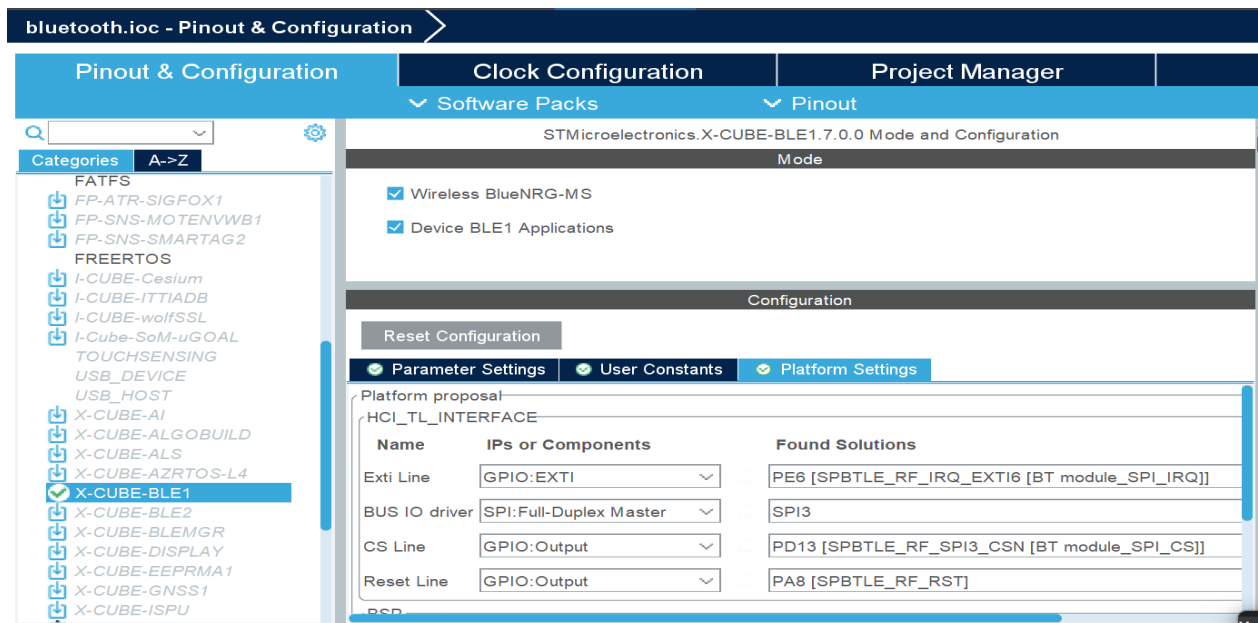 bluetooth.ioc - Pinout & Configuration
Pinout & Configuration
Clock Configuration
Project Manager
Software Packs
Pinout
Categories
A->Z
FATFS
FP-ATR-SIGFOX1
FP-SNS-MOTENVWB1
FP-SNS-SMARTAG2
FREERTOS
I-CUBE-Cesium
I-CUBE-ITTIADB
I-CUBE-wolfSSL
I-Cube-SoM-uGOAL
TOUCHSENSING
USB_DEVICE
USB_HOST
X-CUBE-AI
X-CUBE-ALGOBUILD
X-CUBE-ALS
X-CUBE-AZRTOS-L4
X-CUBE-BLE1
X-CUBE-BLE2
X-CUBE-BLEMGR
X-CUBE-DISPLAY
X-CUBE-EEPRMA1
X-CUBE-GNSS1
X-CUBE-ISPU
STMicroelectronics.X-CUBE-BLE1.7.0.0 Mode and Configuration
Mode
Wireless BlueNRG-MS
Device BLE1 Applications
Configuration
Reset Configuration
Parameter Settings
User Constants
Platform Settings
Platform proposal
HCI_TL_INTERFACE
Name IPs or Components Found Solutions
Exti Line GPIO:EXTI PE6 [SPBTLE_RF_IRQ_EXTI6 [BT module_SPI_IRQ]]
BUS IO driver SPI:Full-Duplex Master SPI3
CS Line GPIO:Output PD13 [SPBTLE_RF_SPI3_CSN [BT module_SPI_CS]]
Reset Line GPIO:Output PA8 [SPBTLE_RF_RST]